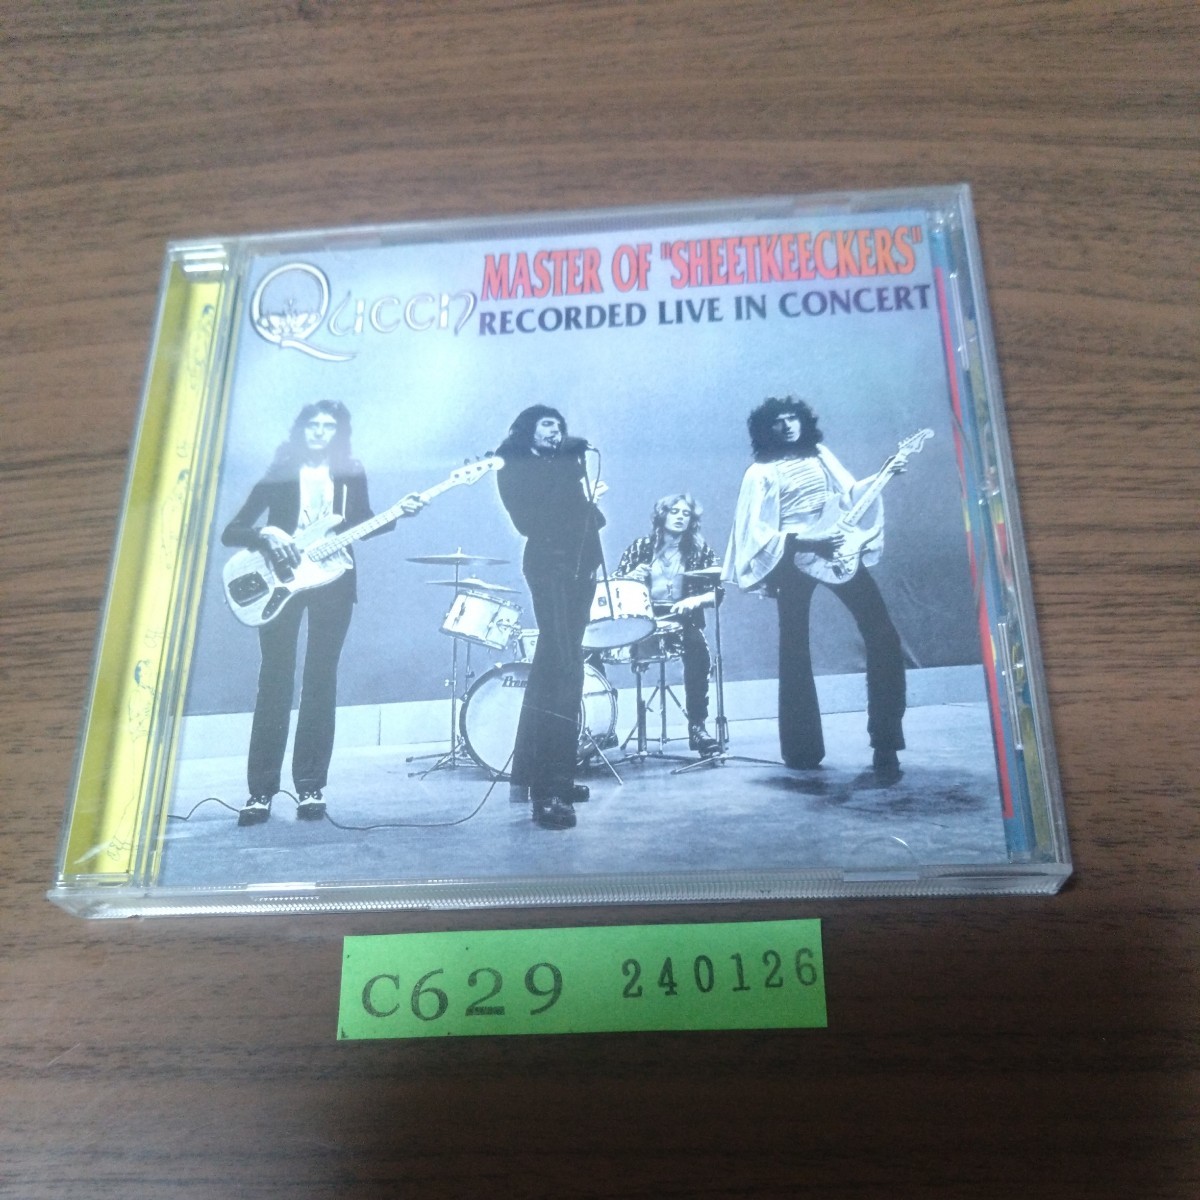 Queen
MASTER OF "SHEETKEECKERS"
RECORDED LIVE IN CONCERT
C629 240126